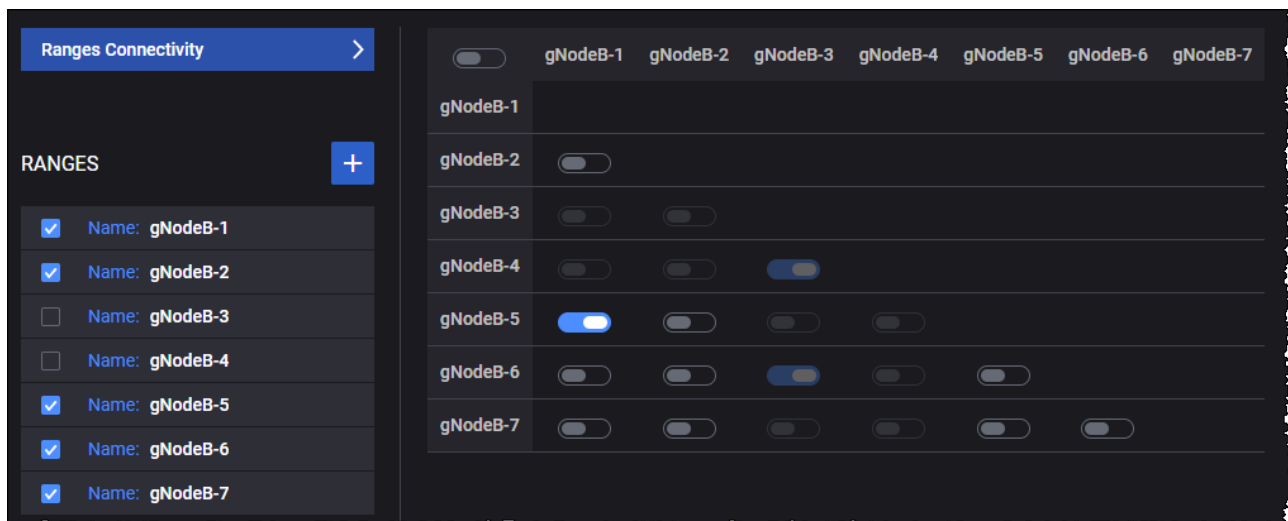 Ranges Connectivity
RANGES
Name: gNodeB-1
Name: gNodeB-2
Name: gNodeB-3
Name: gNodeB-4
Name: gNodeB-5
Name: gNodeB-6
Name: gNodeB-7
gNodeB-1 gNodeB-2 gNodeB-3 gNodeB-4 gNodeB-5 gNodeB-6 gNodeB-7
gNodeB-1
gNodeB-2
gNodeB-3
gNodeB-4
gNodeB-5
gNodeB-6
gNodeB-7